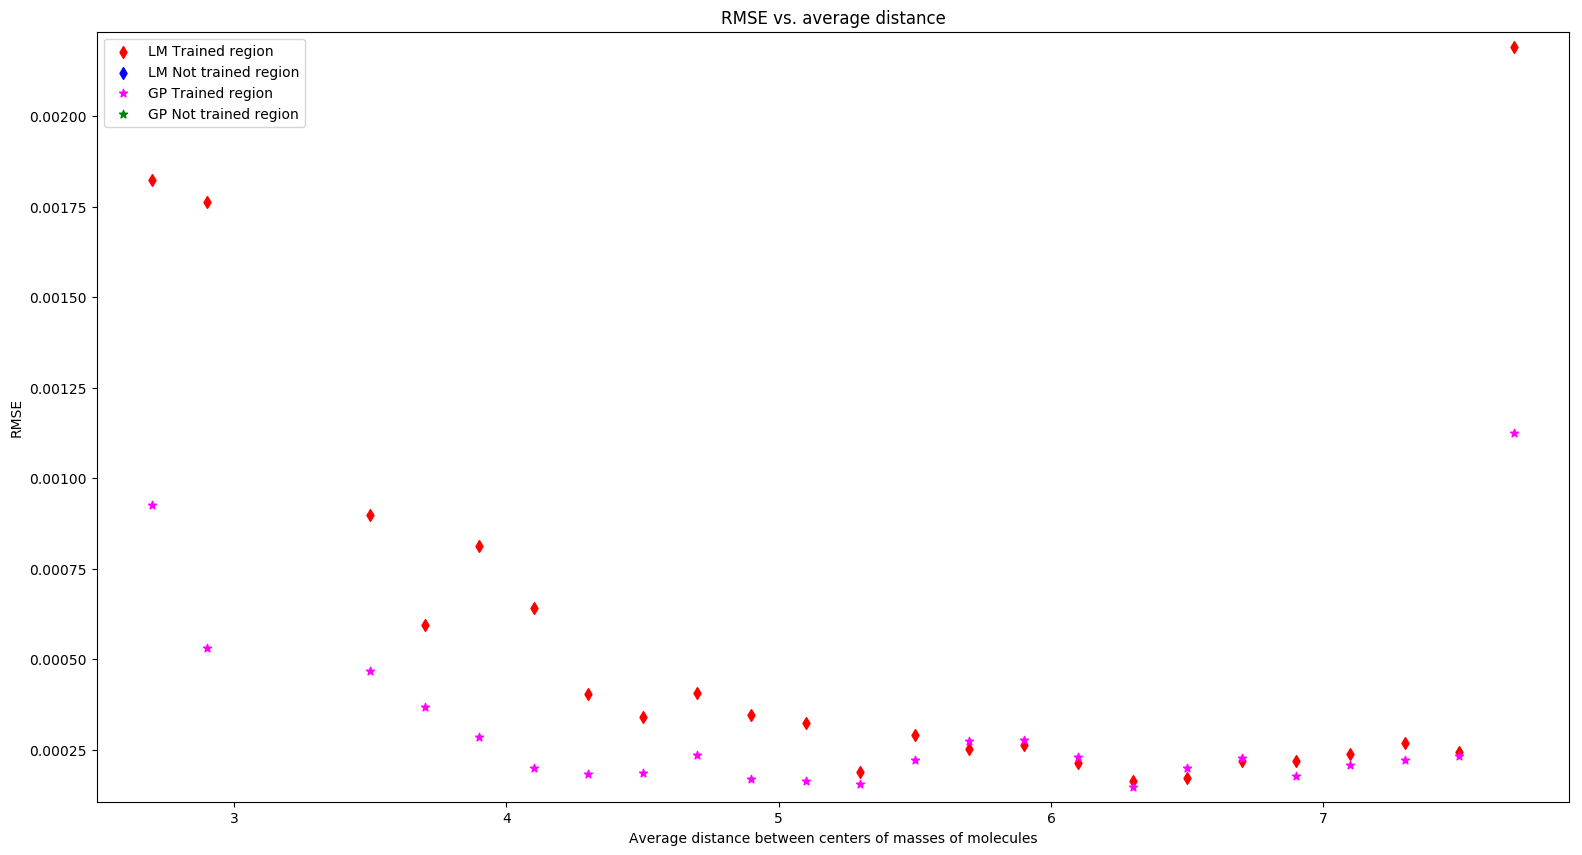 RMSE vs. average distance
LM Trained region
LM Not trained region
GP Trained region
GP Not trained region
0.00200
0.00175
0.00150
0.00125
0.00100
0.00075
0.00050
0.00025
RMSE
3 4 5 6 7
Average distance between centers of masses of molecules